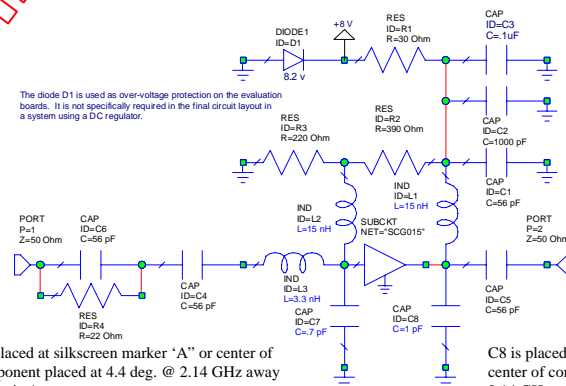 DIODE1
ID=D1
8.2 v
+8 V
RES
ID=R1
R=30 Ohm
CAP
ID=C3
C=.1uF
The diode D1 is used as over-voltage protection on the evaluation
boards. It is not specifically required in the final circuit layout in
a system using a DC regulator.
RES
ID=R3
R=220 Ohm
RES
ID=R2
R=390 Ohm
CAP
ID=C2
C=1000 pF
CAP
ID=C1
C=56 pF
IND
ID=L2
L=15 nH
IND
ID=L1
L=15 nH
SUBCKT
NET="SCG015"
PORT
P=1
Z=50 Ohm
CAP
ID=C6
C=56 pF
RES
ID=R4
R=22 Ohm
CAP
ID=C4
C=56 pF
IND
ID=L3
L=3.3 nH
CAP
ID=C7
C=.7 pF
CAP
ID=C8
C=1 pF
CAP
ID=C5
C=56 pF
PORT
P=2
Z=50 Ohm
laced at silkscreen marker ‘A” or center of
ponent placed at 4.4 deg. @ 2.14 GHz away
C8 is placed
center of con